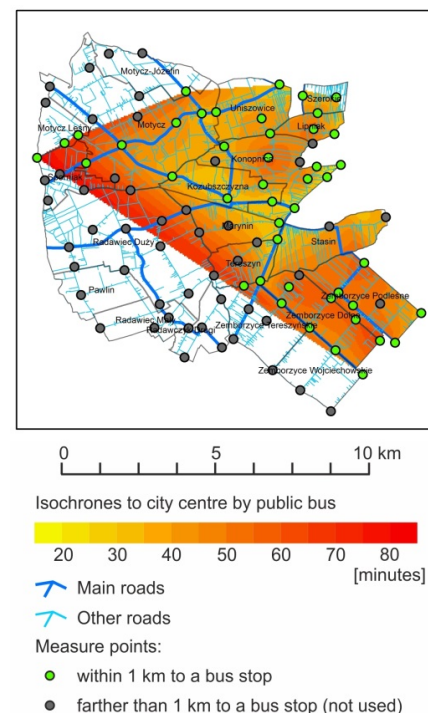 Motycz-Józefin
Szerokie
Uniszowice
Motycz Leśny
Motycz
Lipniak
Konopnica
Sporniak
Kozubszczyzna
Marynin
Stasin
Radawiec Duży
Tereszyn
Pawlin
Zemborzyce Podleśne
Zemborzyce Dolne
Radawiec Mały
Radawczyk Drugi
Zemborzyce Tereszyńskie
Zemborzyce Wojciechowskie
0 5 10 km
Isochrones to city centre by public bus
20 30 40 50 60 70 80
[minutes]
Main roads
Other roads
Measure points:
within 1 km to a bus stop
farther than 1 km to a bus stop (not used)